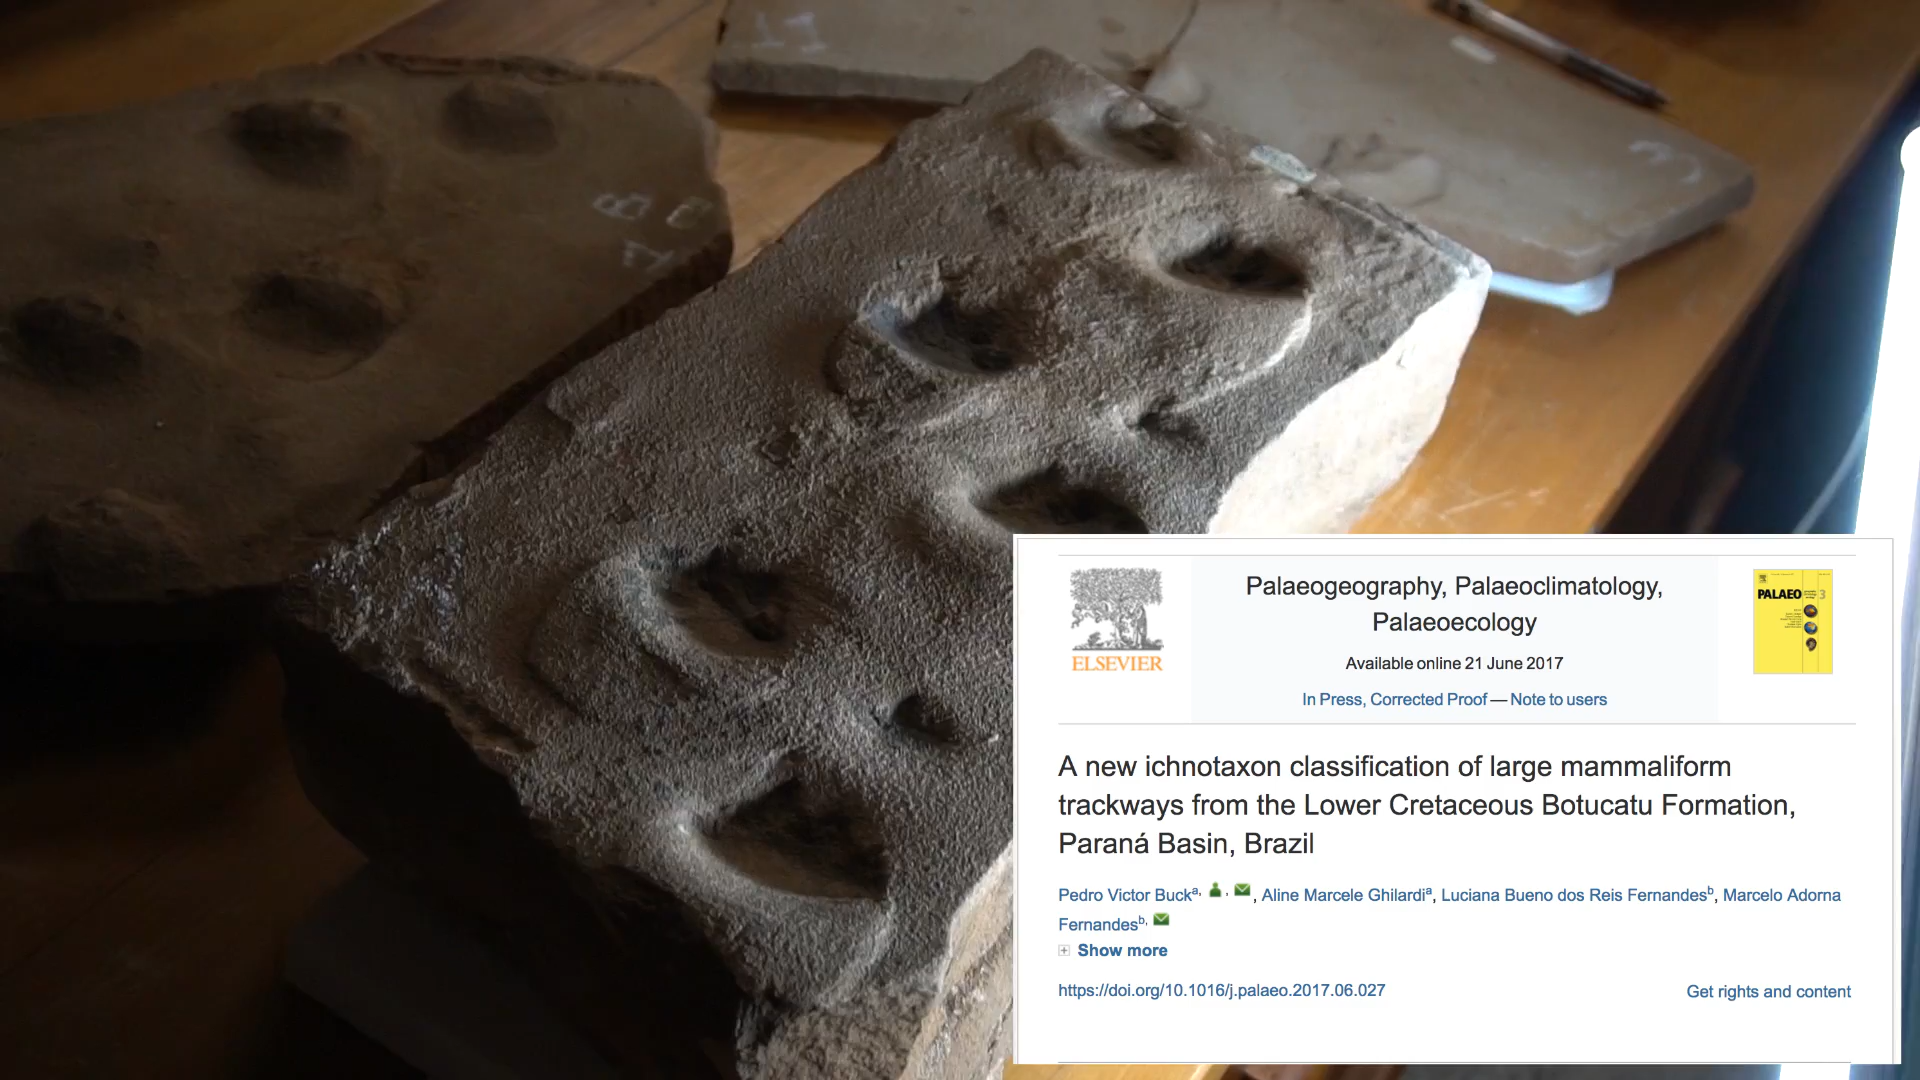 11
B C
A
3
ELSEVIER
Palaeogeography, Palaeoclimatology,
Palaeoecology
Available online 21 June 2017
In Press, Corrected Proof — Note to users
PALAEO 3
A new ichnotaxon classification of large mammaliform
trackways from the Lower Cretaceous Botucatu Formation,
Paraná Basin, Brazil
Pedro Victor Buckᵃ, , , Aline Marcele Ghilardiᵃ, Luciana Bueno dos Reis Fernandesᵇ, Marcelo Adorna
Fernandesᵇ,
Show more
https://doi.org/10.1016/j.palaeo.2017.06.027
Get rights and content